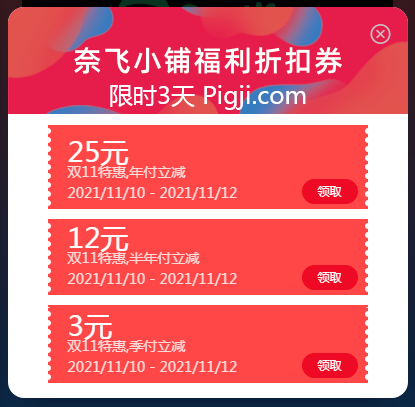 奈飞小铺福利折扣券
限时3天 Pigji.com
25元
双11特惠,年付立减
2021/11/10 - 2021/11/12
领取
12元
双11特惠,半年付立减
2021/11/10 - 2021/11/12
领取
3元
双11特惠,季付立减
2021/11/10 - 2021/11/12
领取